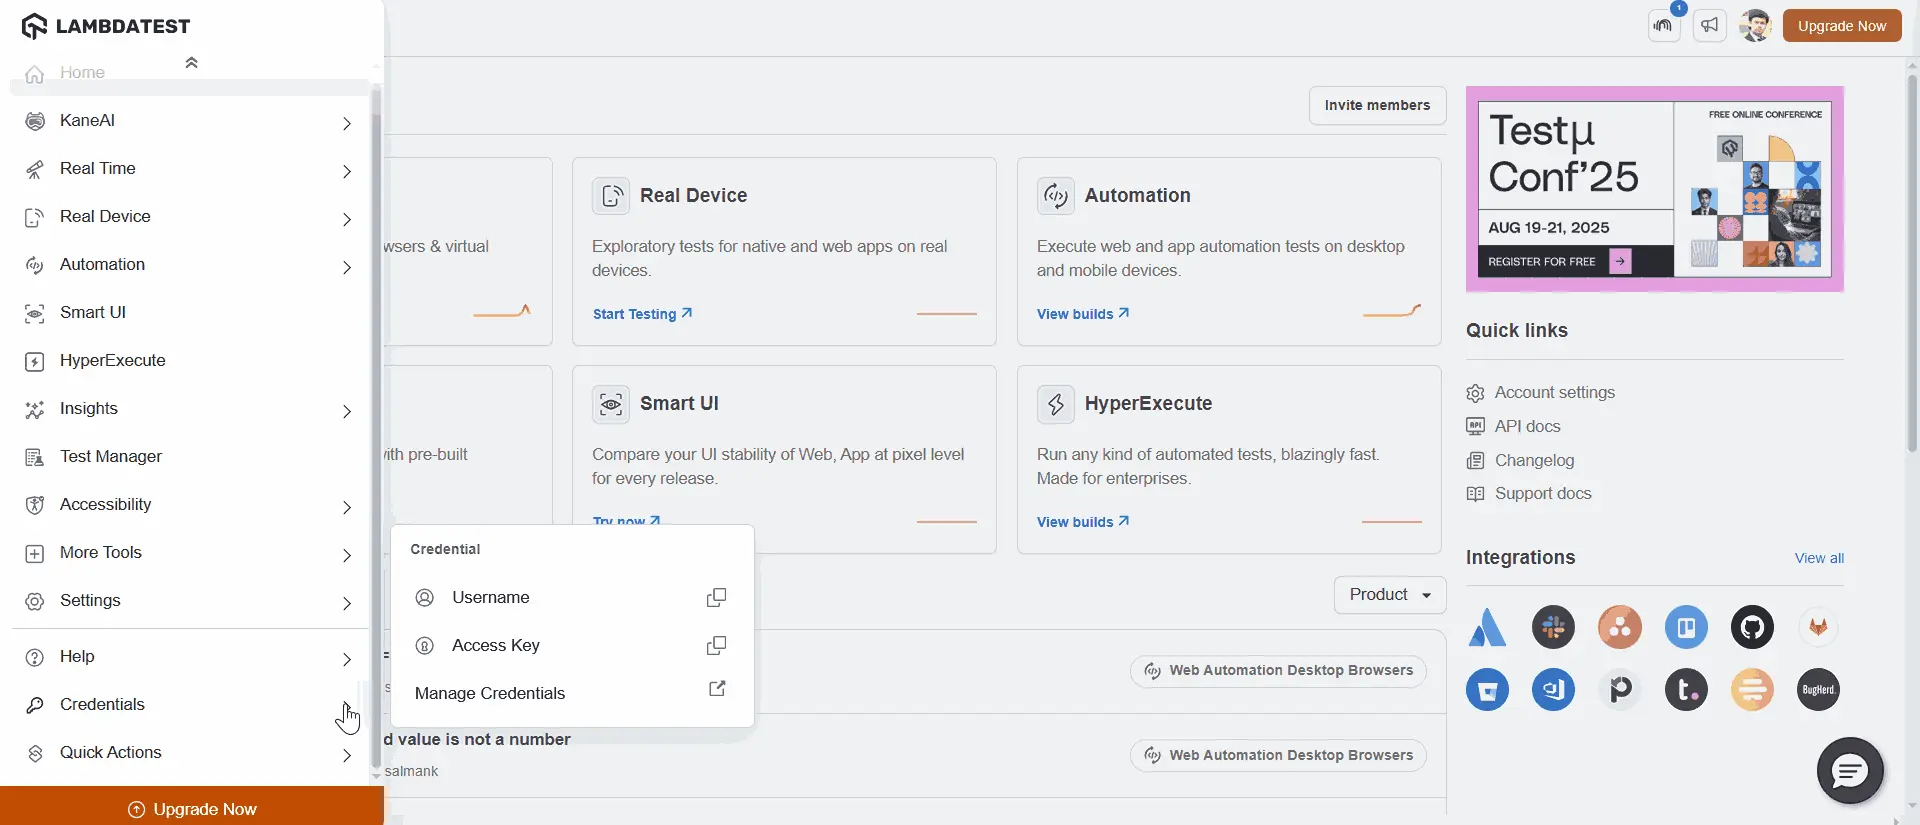 LAMBDATEST
Home
KaneAI
Real Time
Real Device
Automation
Smart UI
HyperExecute
Insights
Test Manager
Accessibility
More Tools
Settings
Help
Credentials
Quick Actions
Upgrade Now
1
Upgrade Now
Invite members
wsers & virtual
Real Device
Exploratory tests for native and web apps on real
devices.
Start Testing
Automation
Execute web and app automation tests on desktop
and mobile devices.
View builds
vith pre-built
Smart UI
Compare your UI stability of Web, App at pixel level
for every release.
Try now
HyperExecute
Run any kind of automated tests, blazingly fast.
Made for enterprises.
View builds
Credential
Username
Access Key
Manage Credentials
Product
Web Automation Desktop Browsers
d value is not a number
salmank
Web Automation Desktop Browsers
Testμ
Conf'25
AUG 19-21, 2025
REGISTER FOR FREE
FREE ONLINE CONFERENCE
Quick links
Account settings
API docs
Changelog
Support docs
Integrations
View all
t.
BugHerd.